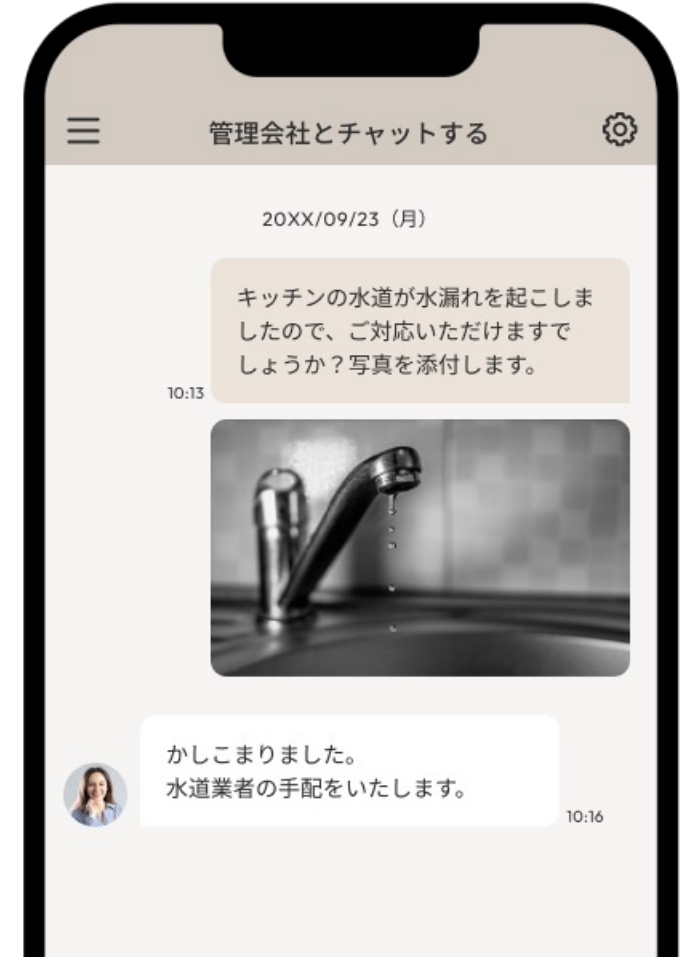 管理会社とチャットする
20XX/09/23（月）
キッチンの水道が水漏れを起こしま
したので、ご対応いただけますで
しょうか？写真を添付します。
10:13
かしこまりました。
水道業者の手配をいたします。
10:16